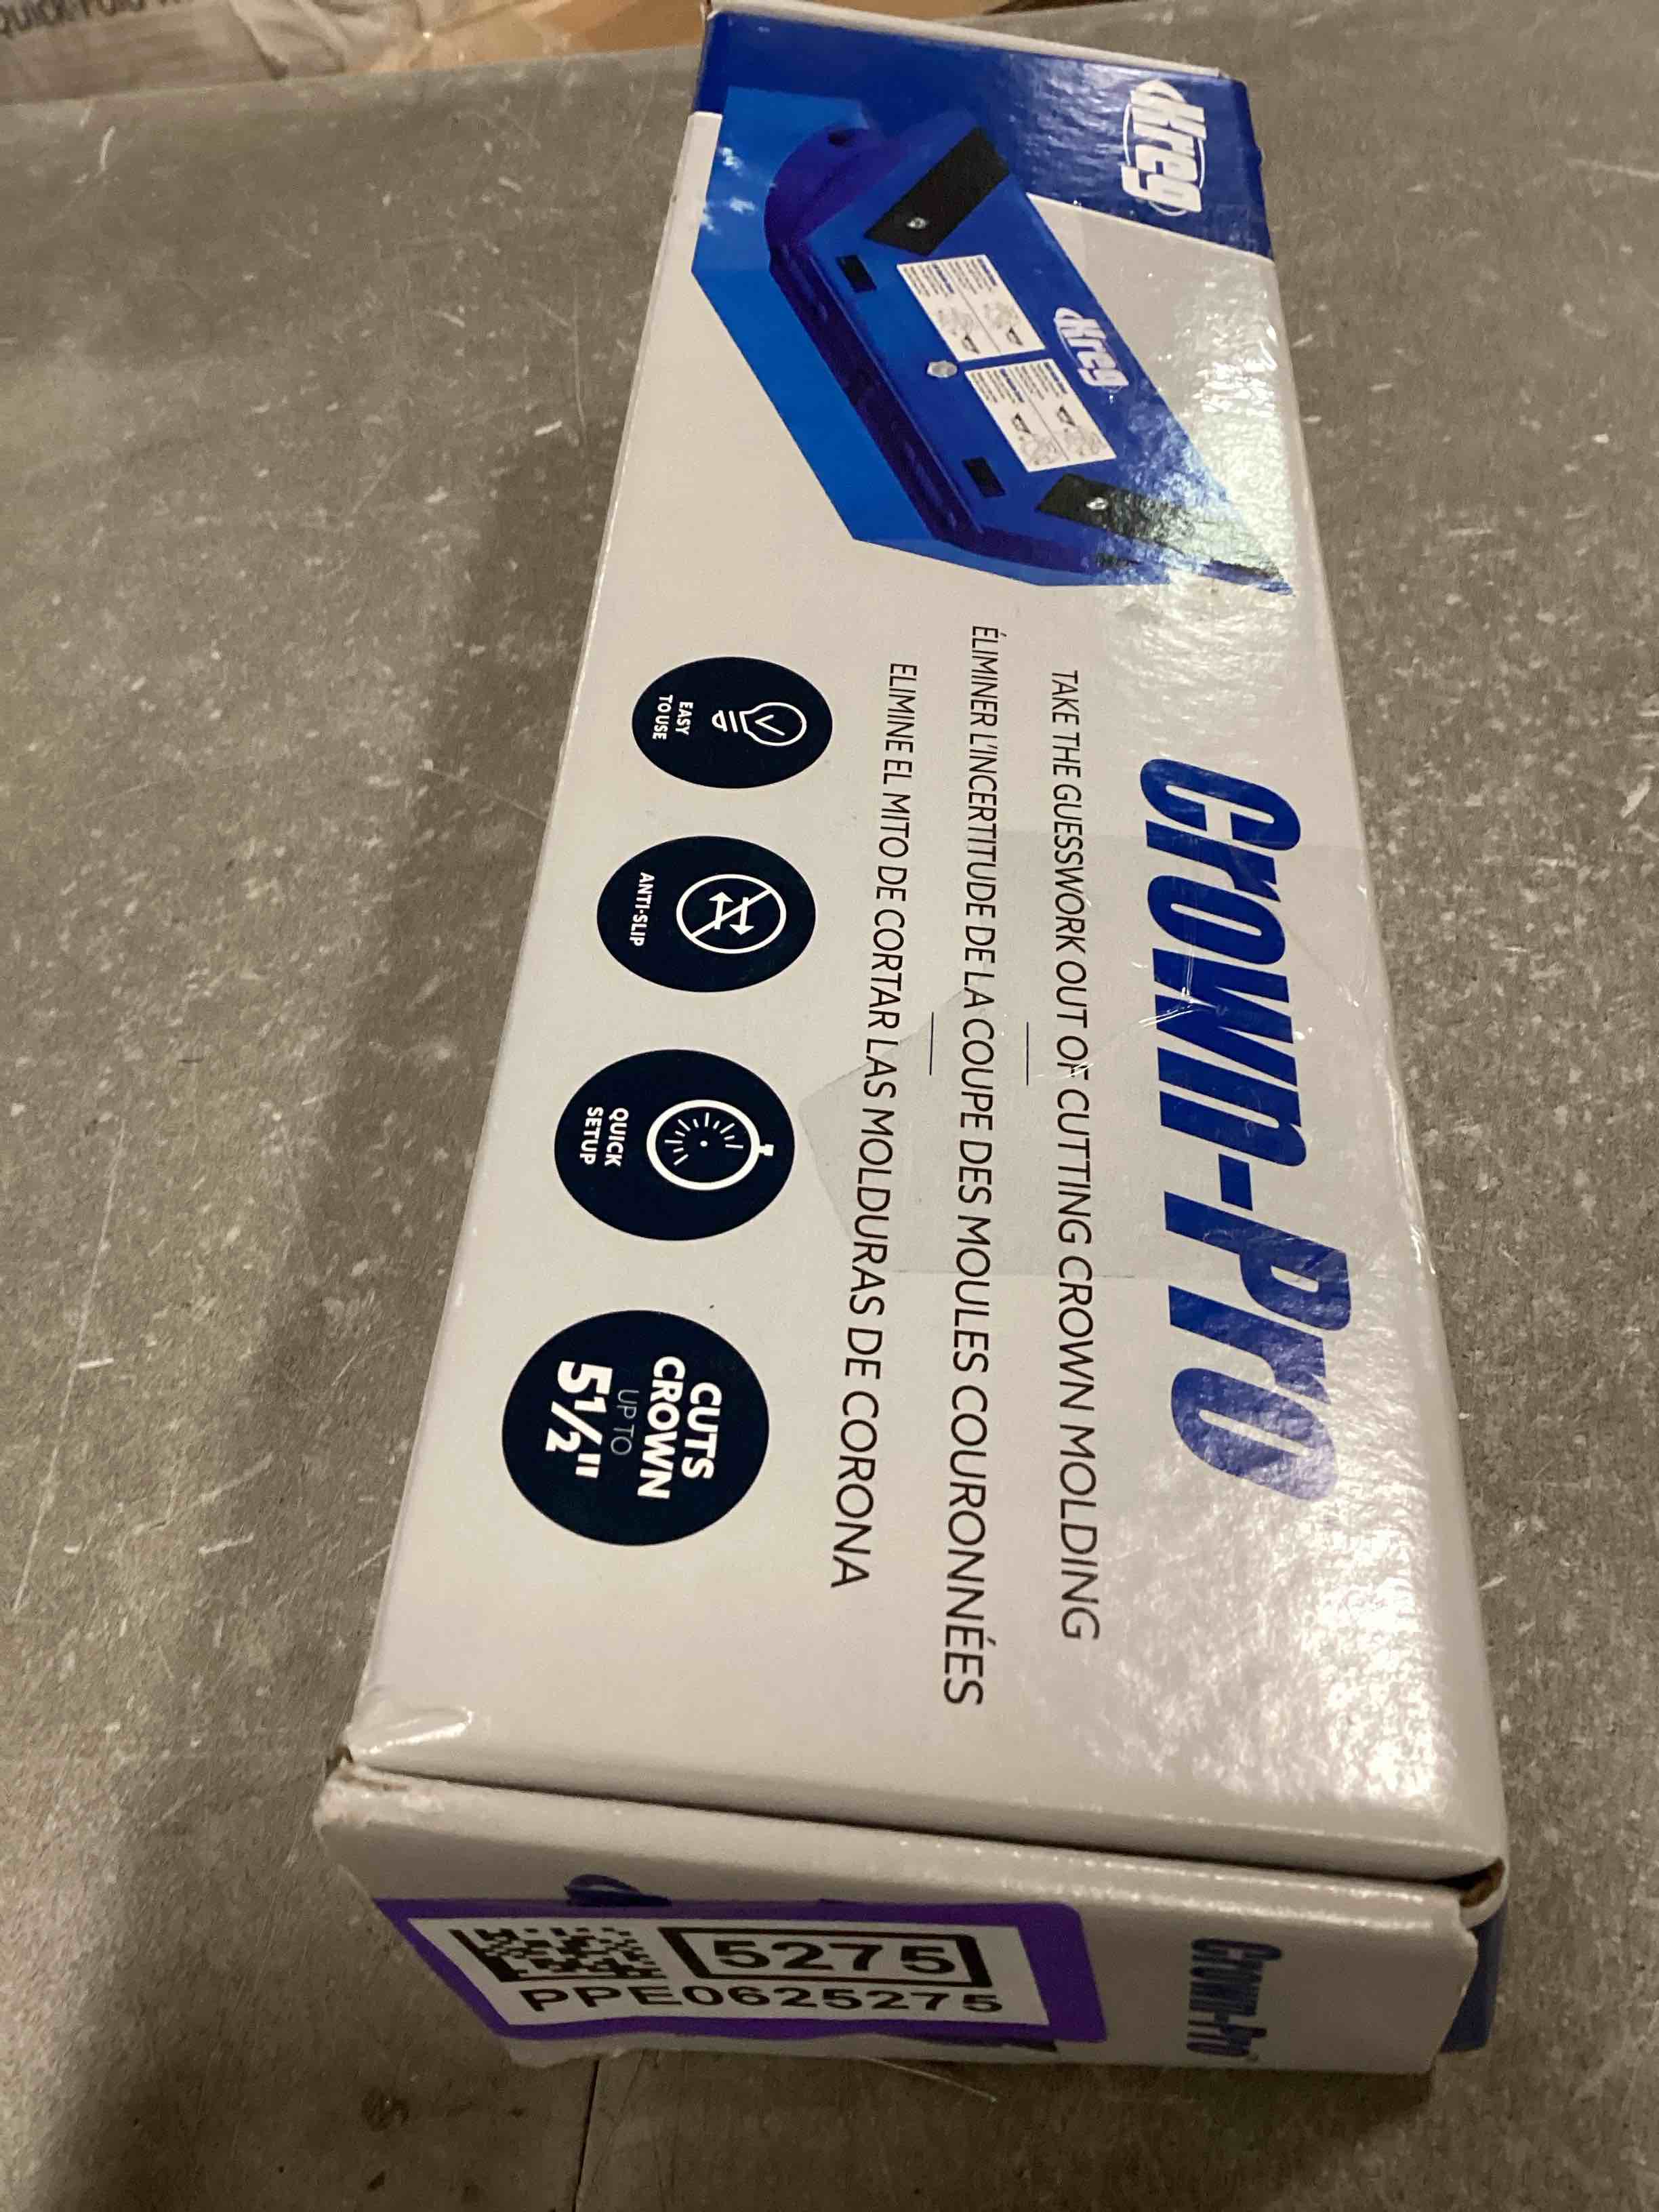 Kreg
Kreg
Crown-Pro
TAKE THE GUESSWORK OUT OF CUTTING CROWN MOLDING
ÉLIMINER L'INCERTITUDE DE LA COUPE DES MOULES COURONNÉES
ELIMINE EL MITO DE CORTAR LAS MOLDURAS DE CORONA
EASY
TO USE
ANTI-SLIP
QUICK
SETUP
CUTS
CROWN
UP TO
5½"
Crown-Pro
5275
PPE0625275